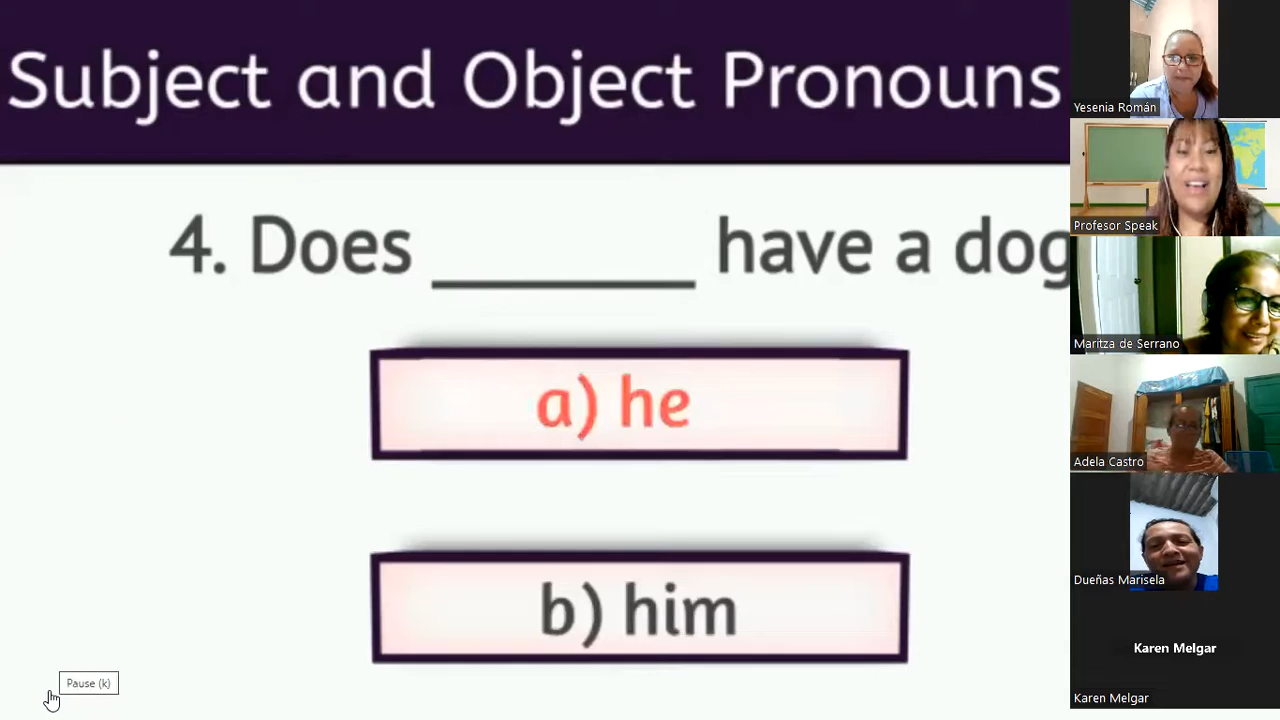 Subject and Object Pronouns
4. Does ________ have a dog
a) he
b) him
Pause (k)
Yesenia Román
Profesor Speak
Maritza de Serrano
Adela Castro
Dueñas Marisela
Karen Melgar
Karen Melgar